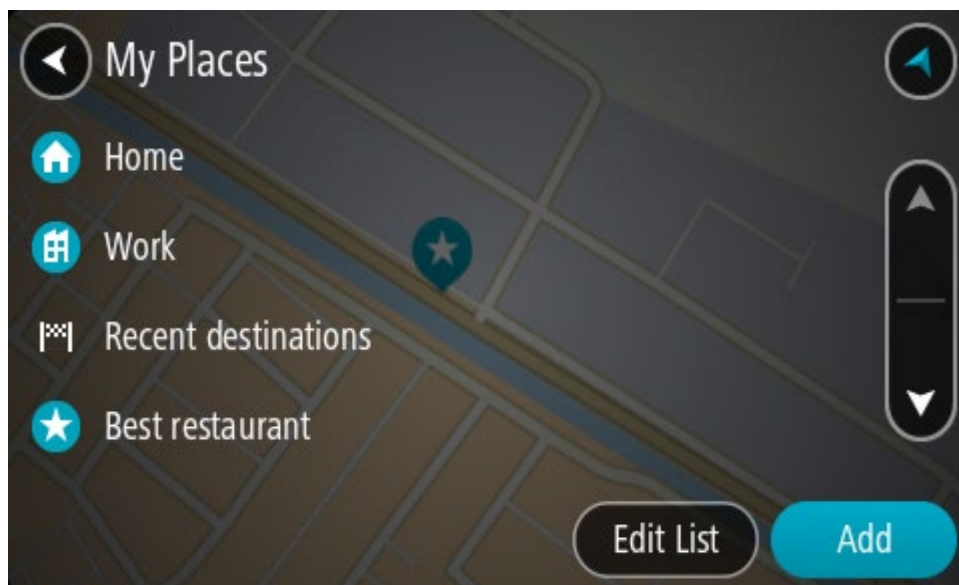 My Places
Home
Work
Recent destinations
Best restaurant
Edit List
Add